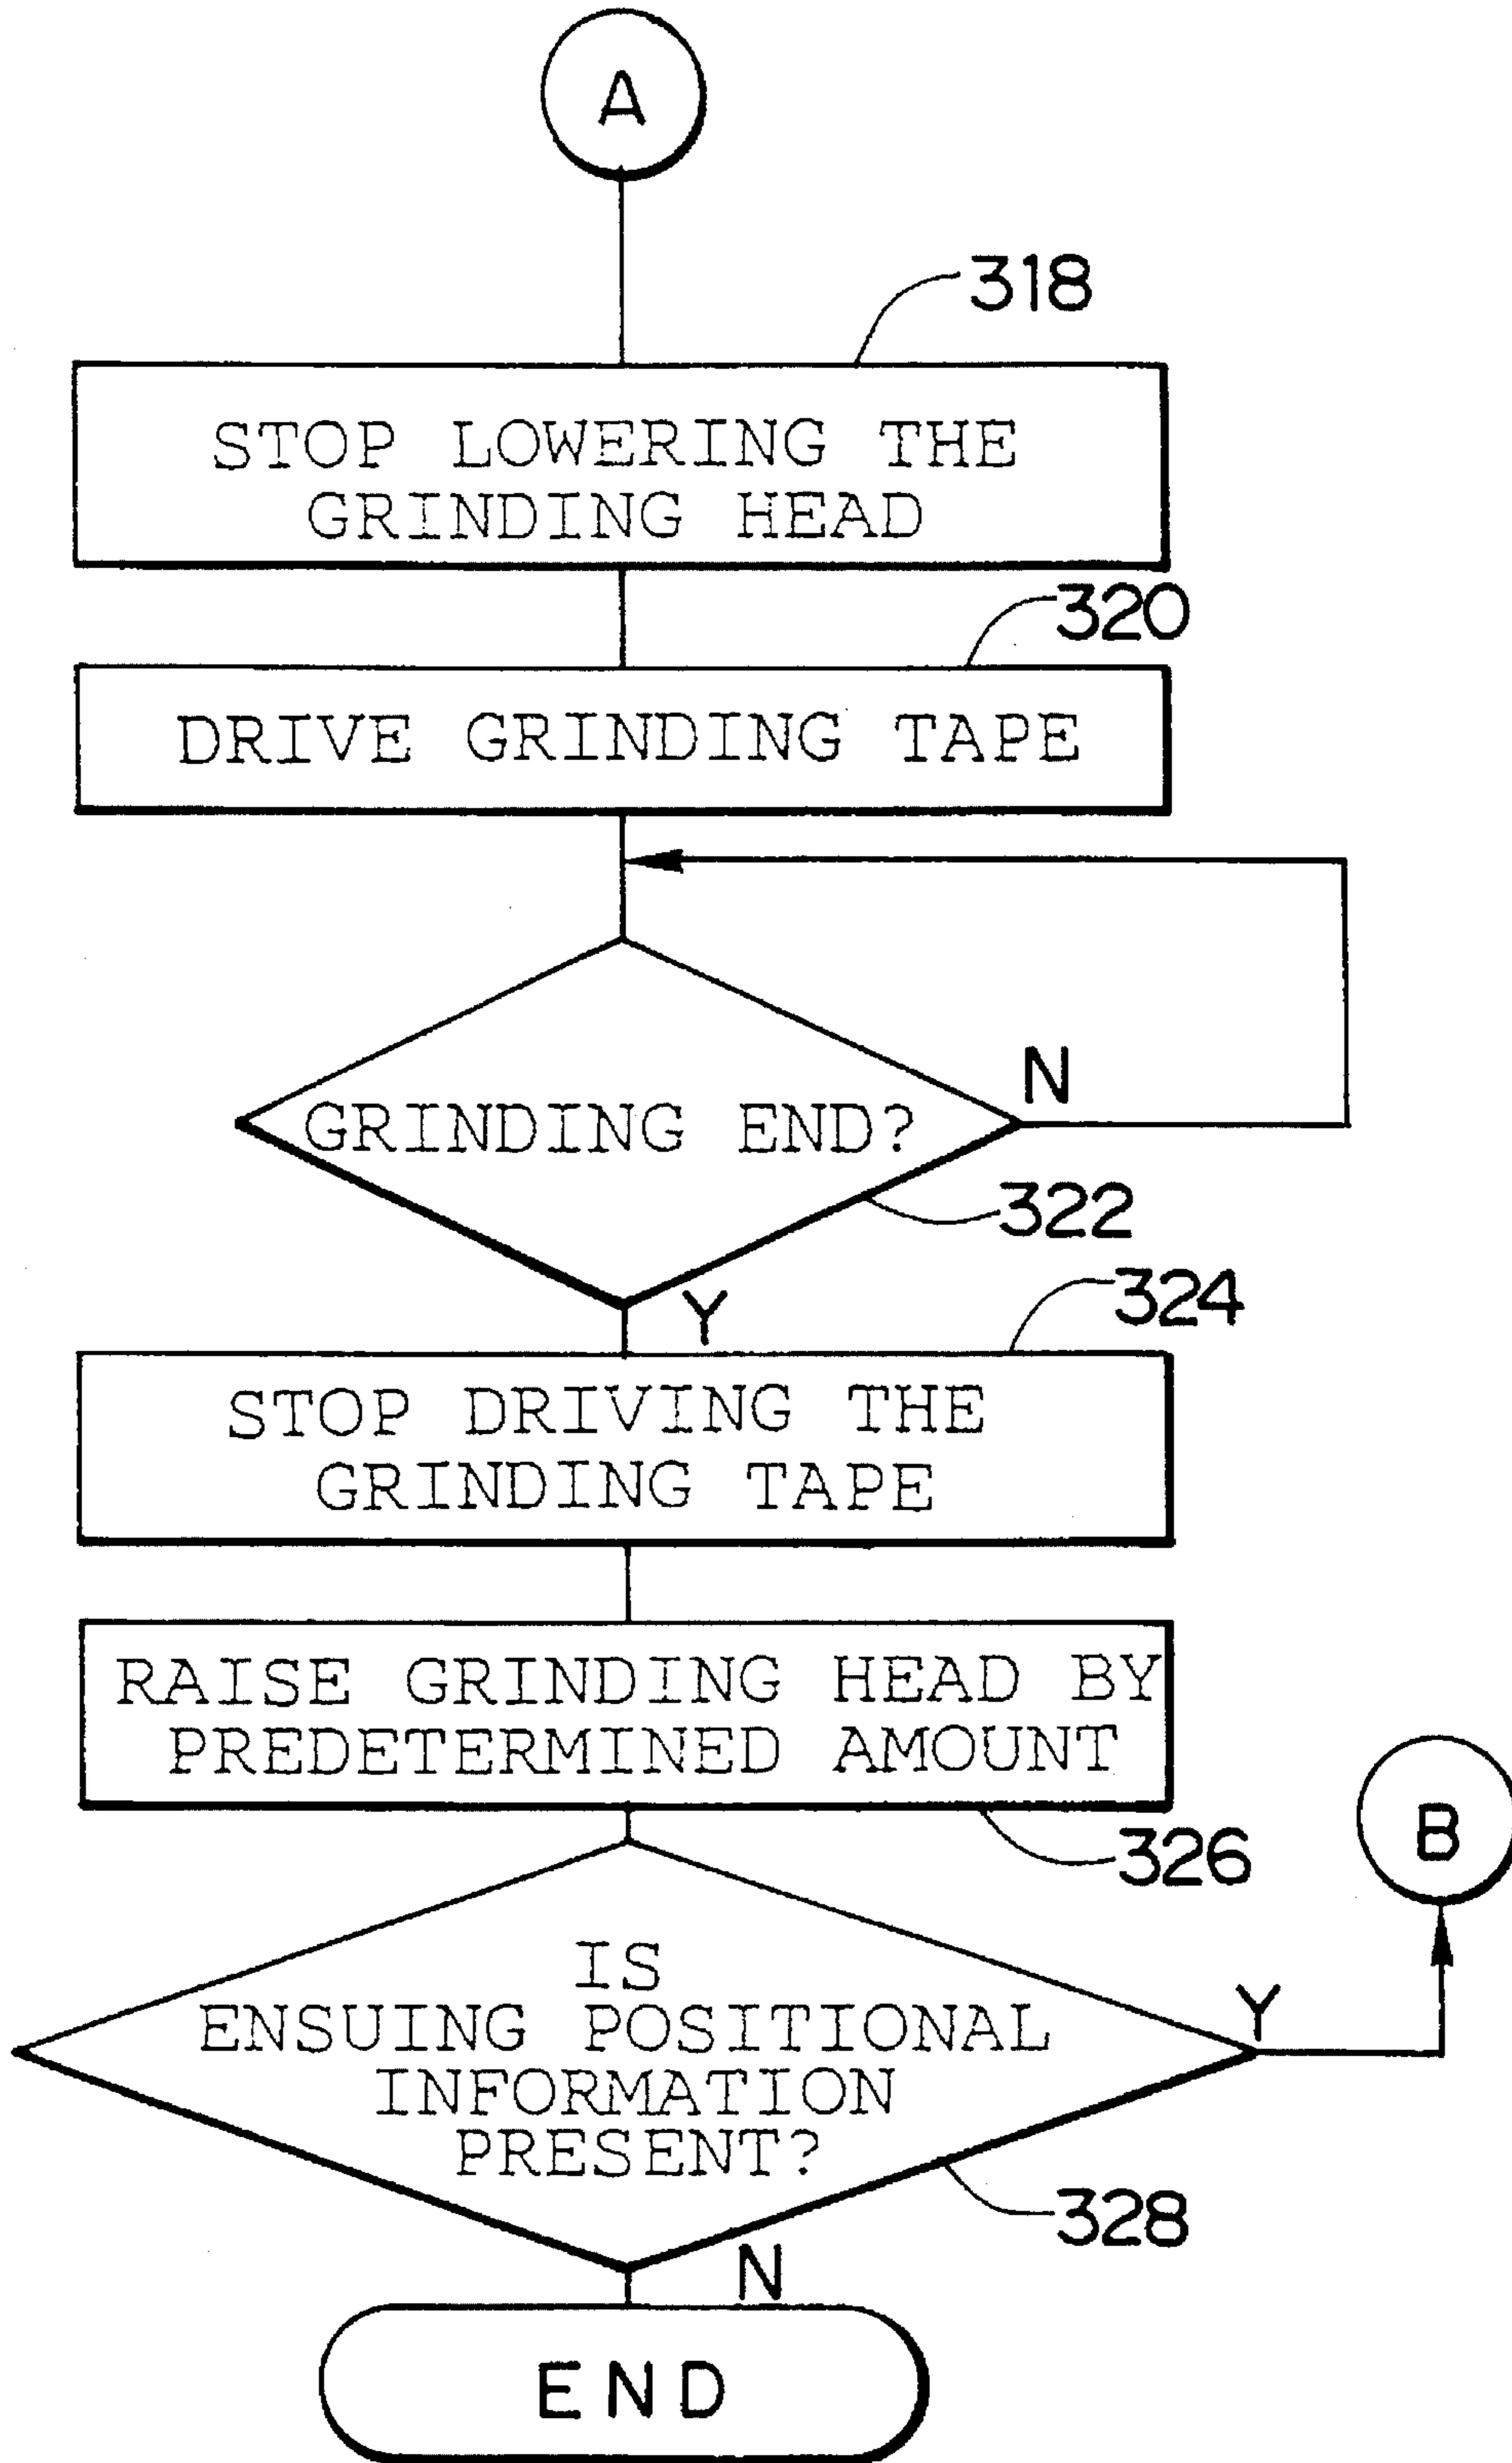 A
318
STOP LOWERING THE
GRINDING HEAD
320
DRIVE GRINDING TAPE
N
GRINDING END?
322
324
Y
STOP DRIVING THE
GRINDING TAPE
RAISE GRINDING HEAD BY
PREDETERMINED AMOUNT
B
326
IS
Y
ENSUING POSITIONAL
INFORMATION
PRESENT?
328
N
END